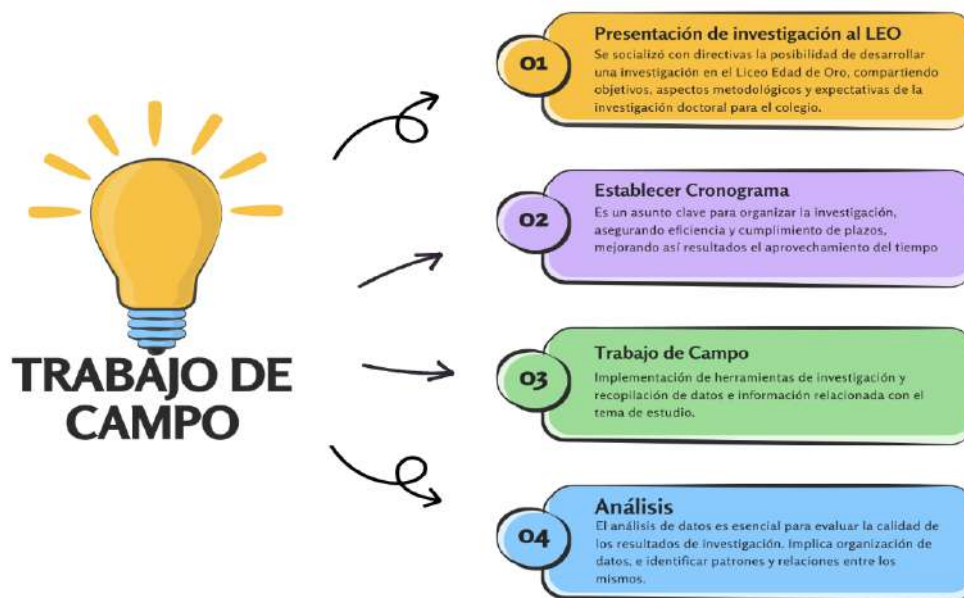 TRABAJO DE
CAMPO
01
Presentación de investigación al LEO
Se socializó con directivas la posibilidad de desarrollar
una investigación en el Liceo Edad de Oro, compartiendo
objetivos, aspectos metodológicos y expectativas de la
investigación doctoral para el colegio.
02
Establecer Cronograma
Es un asunto clave para organizar la investigación,
asegurando eficiencia y cumplimiento de plazos,
mejorando así resultados el aprovechamiento del tiempo
03
Trabajo de Campo
Implementación de herramientas de investigación y
recopilación de datos e información relacionada con el
tema de estudio.
04
Análisis
El análisis de datos es esencial para evaluar la calidad de
los resultados de investigación. Implica organización de
datos, e identificar patrones y relaciones entre los
mismos.